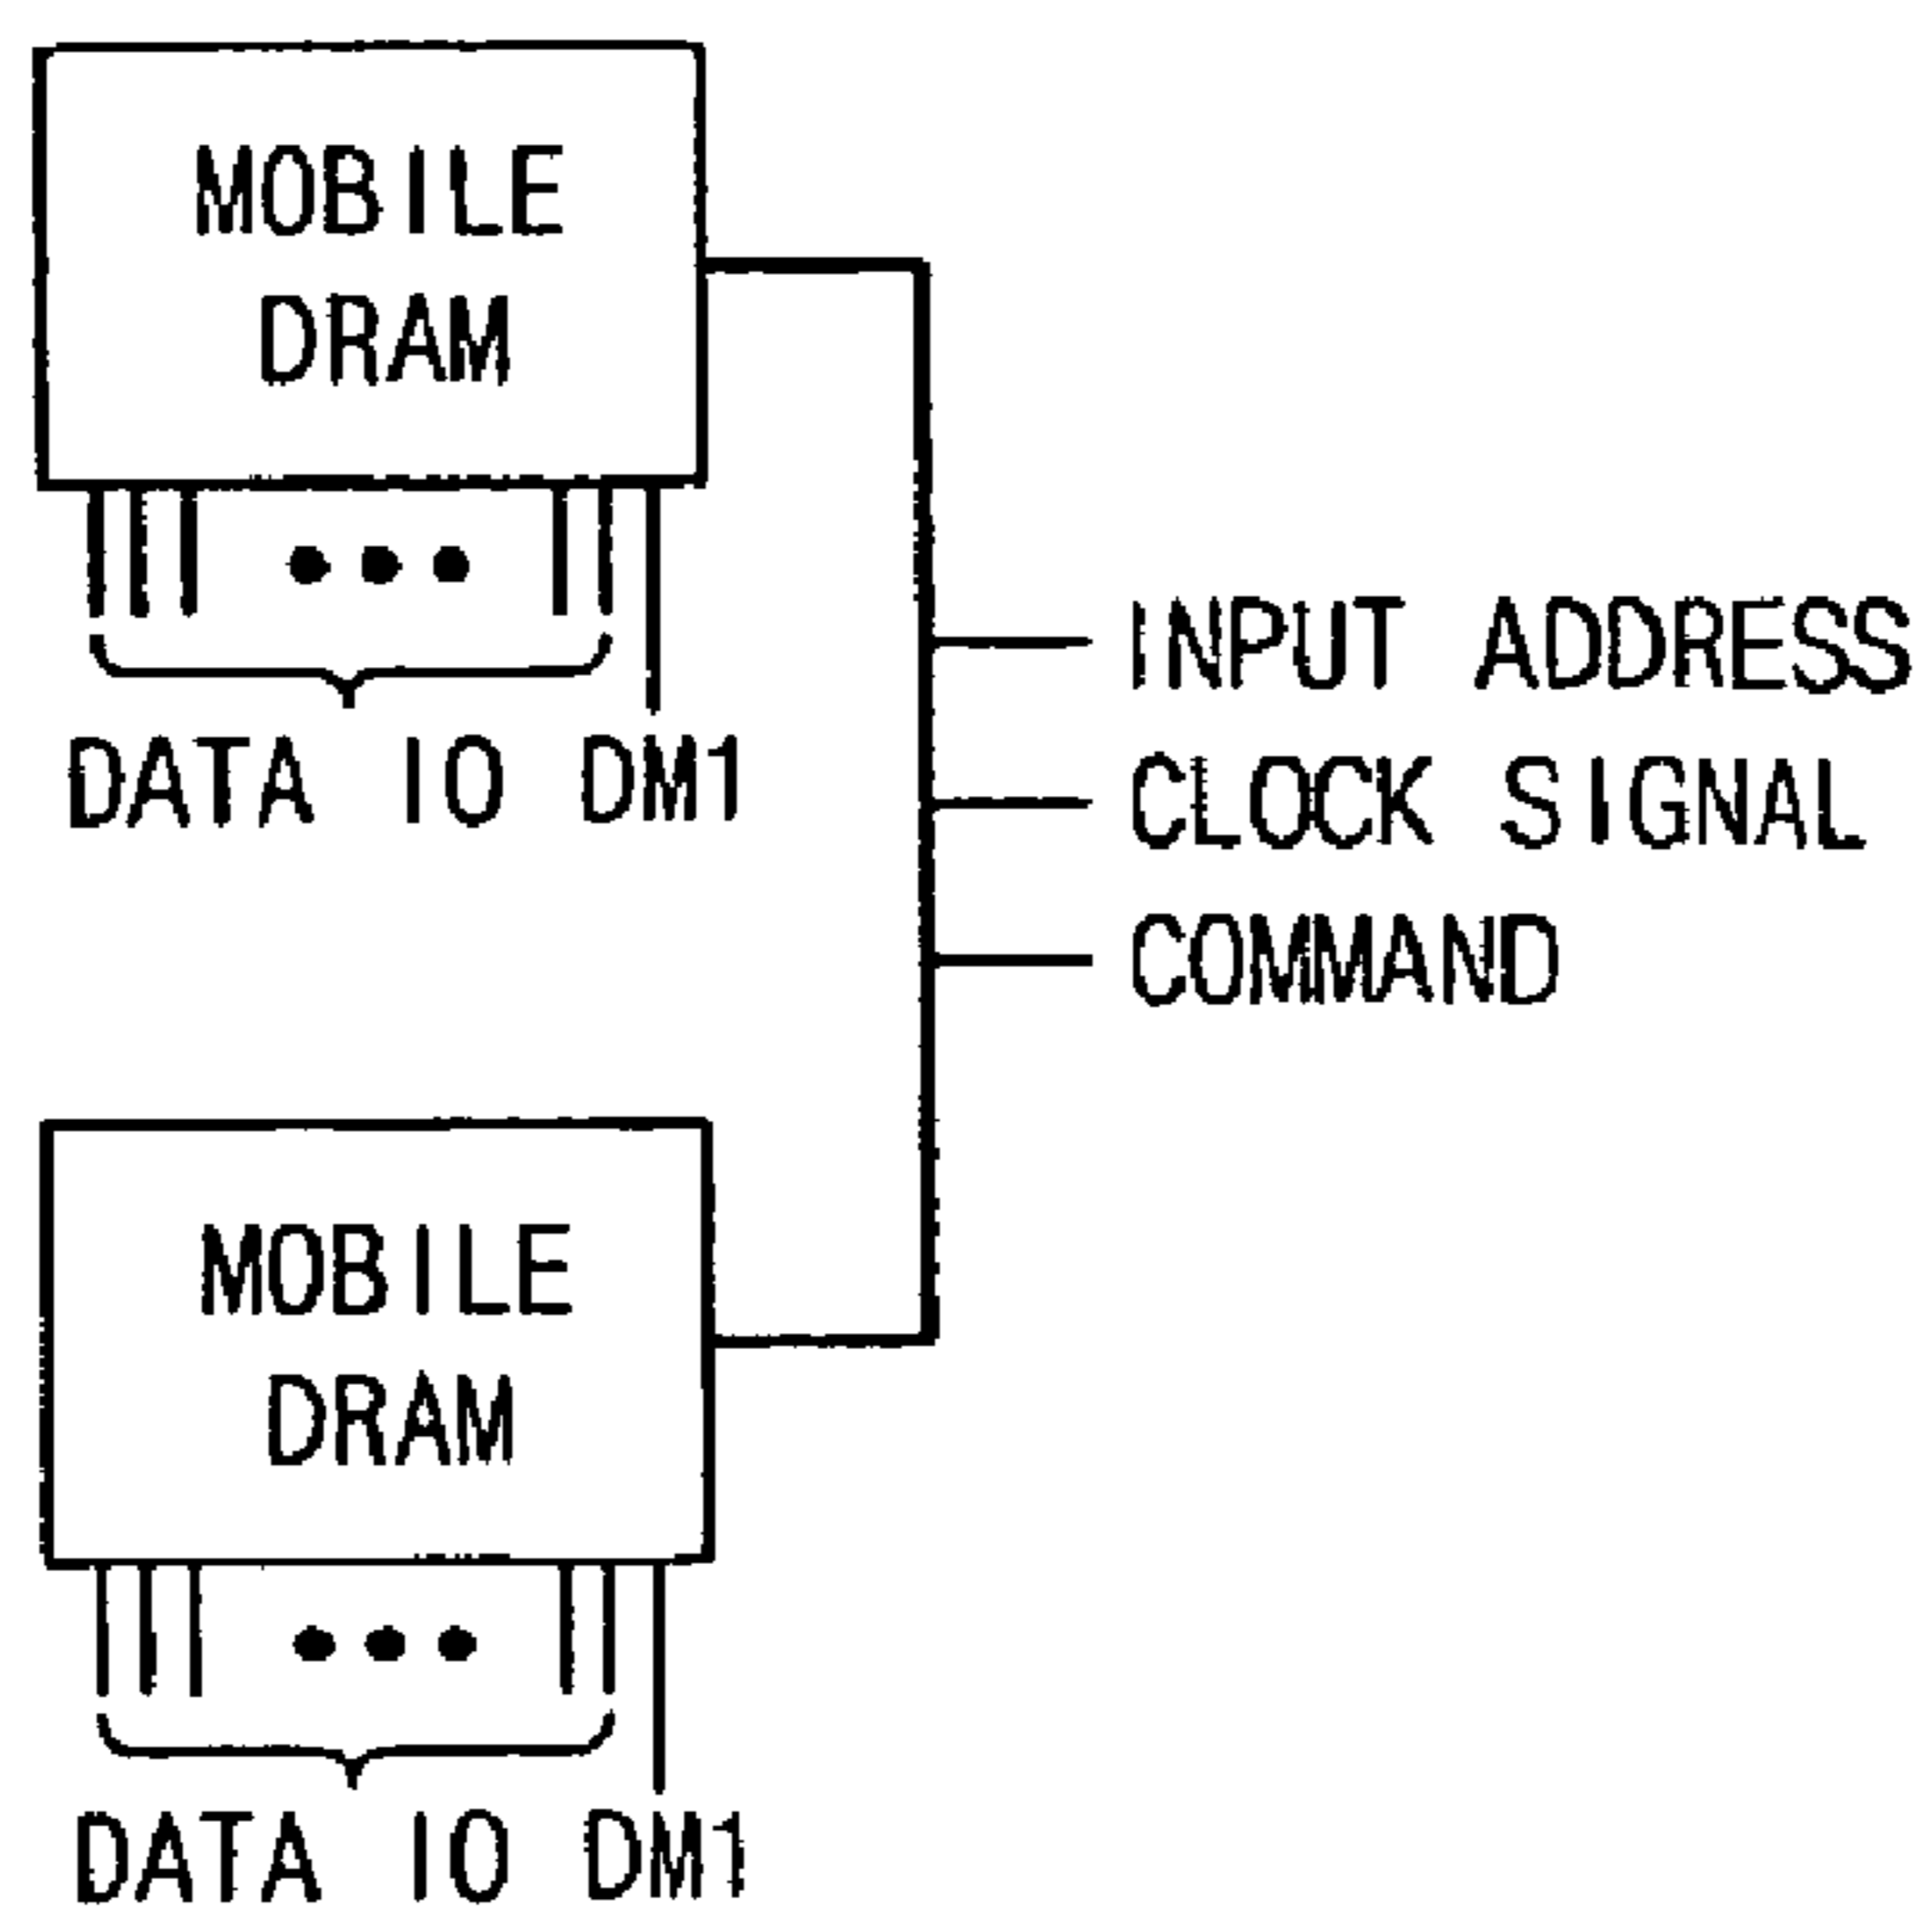 MOBILE
DRAM
DATA IO DM1
INPUT ADDRESS
CLOCK SIGNAL
COMMAND
MOBILE
DRAM
DATA IO DM1